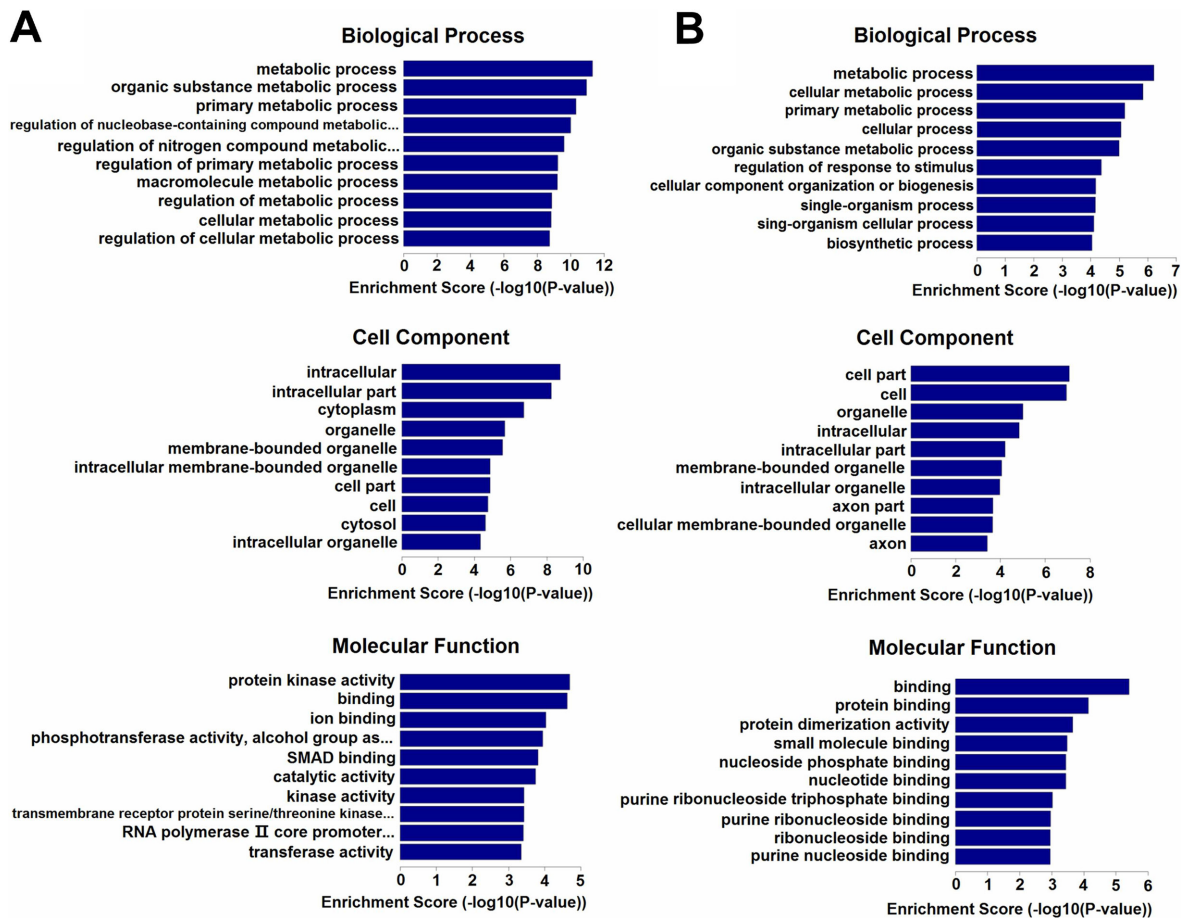 A
Biological Process
metabolic process
organic substance metabolic process
primary metabolic process
regulation of nucleobase-containing compound metabolic...
regulation of nitrogen compound metabolic...
regulation of primary metabolic process
macromolecule metabolic process
regulation of metabolic process
cellular metabolic process
regulation of cellular metabolic process
0 2 4 6 8 10 12
Enrichment Score (-log10(P-value))
Cell Component
intracellular
intracellular part
cytoplasm
organelle
membrane-bounded organelle
intracellular membrane-bounded organelle
cell part
cell
cytosol
intracellular organelle
0 2 4 6 8 10
Enrichment Score (-log10(P-value))
Molecular Function
protein kinase activity
binding
ion binding
phosphotransferase activity, alcohol group as...
SMAD binding
catalytic activity
kinase activity
transmembrane receptor protein serine/threonine kinase...
RNA polymerase II core promoter...
transferase activity
0 1 2 3 4 5
Enrichment Score (-log10(P-value))
B
Biological Process
metabolic process
cellular metabolic process
primary metabolic process
cellular process
organic substance metabolic process
regulation of response to stimulus
cellular component organization or biogenesis
single-organism process
sing-organism cellular process
biosynthetic process
0 1 2 3 4 5 6 7
Enrichment Score (-log10(P-value))
Cell Component
cell part
cell
organelle
intracellular
intracellular part
membrane-bounded organelle
intracellular organelle
axon part
cellular membrane-bounded organelle
axon
0 2 4 6 8
Enrichment Score (-log10(P-value))
Molecular Function
binding
protein binding
protein dimerization activity
small molecule binding
nucleoside phosphate binding
nucleotide binding
purine ribonucleoside triphosphate binding
purine ribonucleoside binding
ribonucleoside binding
purine nucleoside binding
0 1 2 3 4 5 6
Enrichment Score (-log10(P-value))